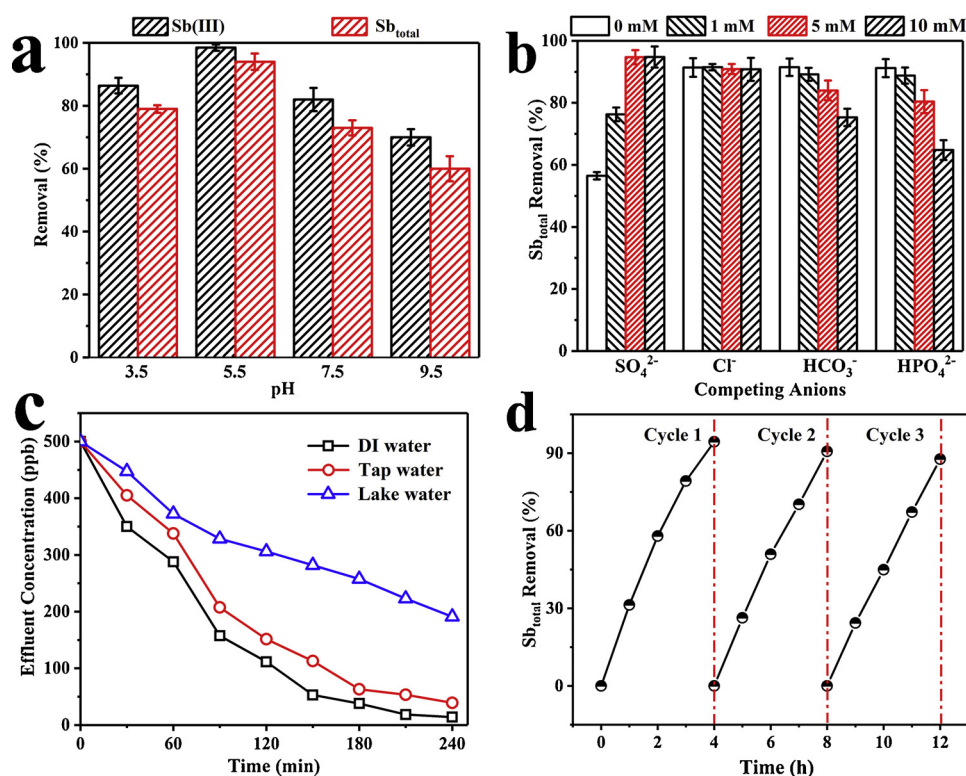 a
Sb(III) Sb_total
Removal (%)
100
80
60
40
20
0
3.5 5.5 7.5 9.5
pH
b
0 mM 1 mM 5 mM 10 mM
Sb_total Removal (%)
100
80
60
40
20
0
SO₄²⁻ Cl⁻ HCO₃⁻ HPO₄²⁻
Competing Anions
c
DI water
Tap water
Lake water
Effluent Concentration (ppb)
500
400
300
200
100
0
0 60 120 180 240
Time (min)
d
Cycle 1 Cycle 2 Cycle 3
Sb_total Removal (%)
90
60
30
0
0 2 4 6 8 10 12
Time (h)